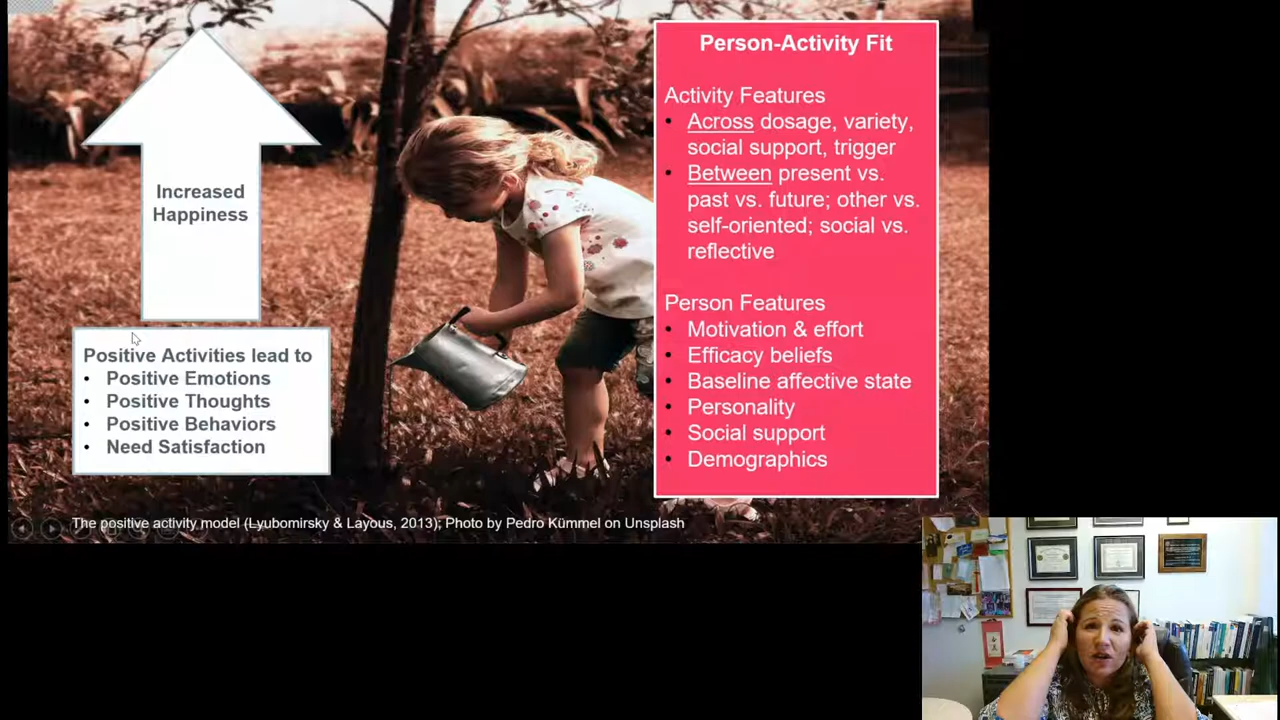 Increased
Happiness
Positive Activities lead to
• Positive Emotions
• Positive Thoughts
• Positive Behaviors
• Need Satisfaction
Person-Activity Fit
Activity Features
• Across dosage, variety,
social support, trigger
• Between present vs.
past vs. future; other vs.
self-oriented; social vs.
reflective
Person Features
• Motivation & effort
• Efficacy beliefs
• Baseline affective state
• Personality
• Social support
• Demographics
The positive activity model (Lyubomirsky & Layous, 2013); Photo by Pedro Kümmel on Unsplash